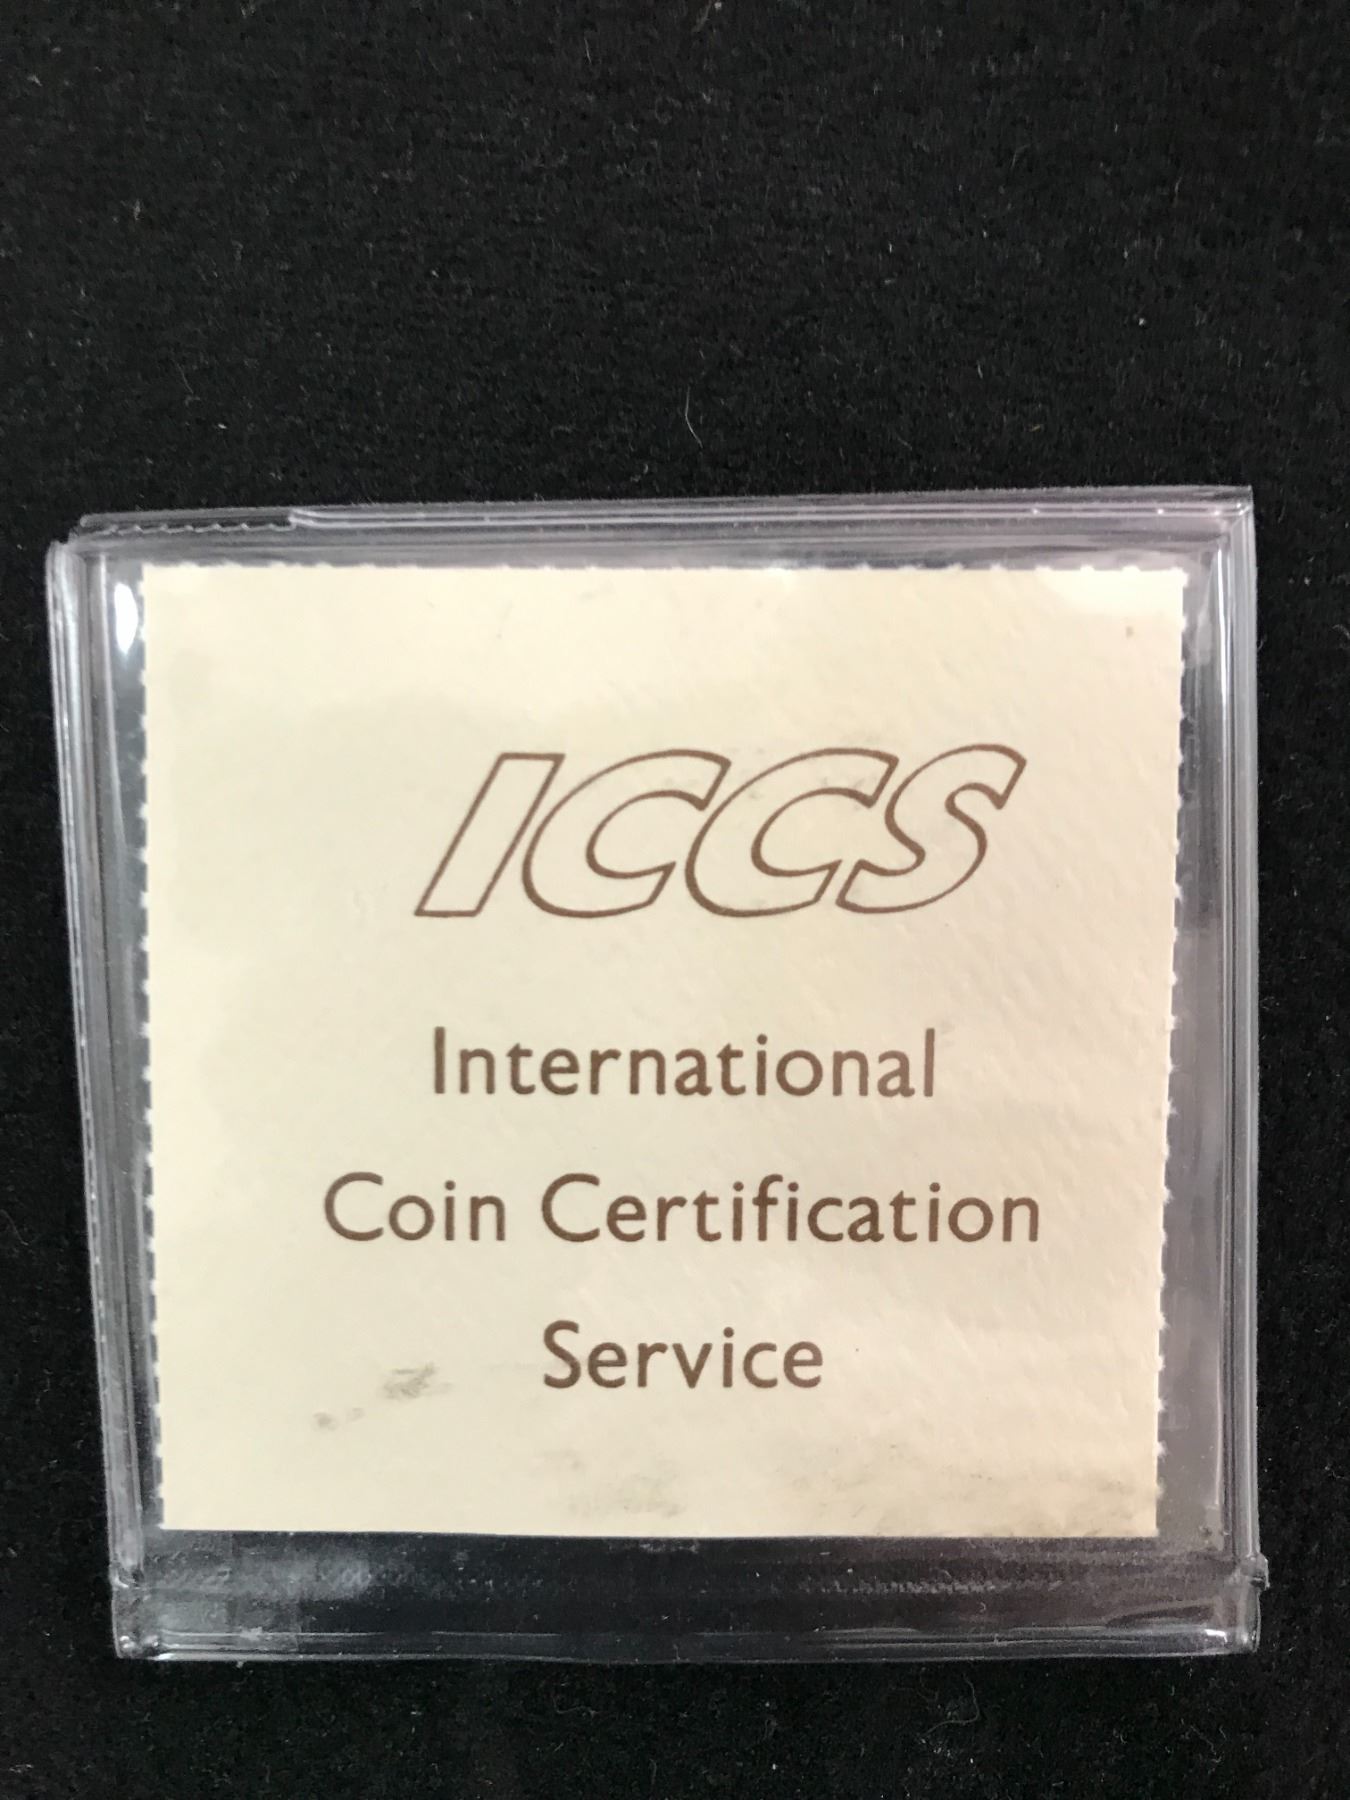 ICCS
International
Coin Certification
Service